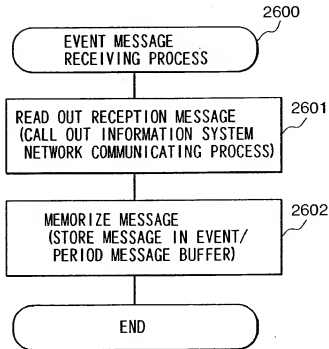 2600
EVENT MESSAGE
RECEIVING PROCESS
2601
READ OUT RECEPTION MESSAGE
(CALL OUT INFORMATION SYSTEM
NETWORK COMMUNICATING PROCESS)
2602
MEMORIZE MESSAGE
(STORE MESSAGE IN EVENT/
PERIOD MESSAGE BUFFER)
END